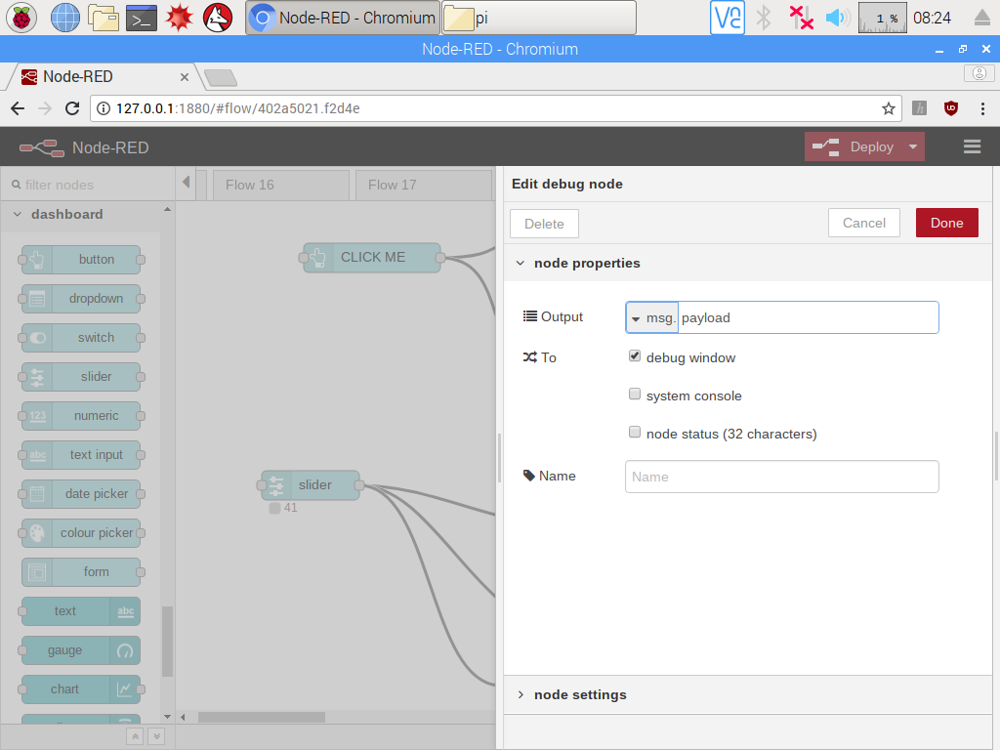 Node-RED - Chromium
pi
1 %
08:24
Node-RED - Chromium
Node-RED
127.0.0.1:1880/#flow/402a5021.f2d4e
Node-RED
Deploy
filter nodes
Flow 16
Flow 17
dashboard
button
dropdown
switch
slider
123
numeric
abc
text input
date picker
colour picker
form
text
abc
gauge
chart
CLICK ME
slider
41
Edit debug node
Delete
Cancel
Done
node properties
Output
msg. payload
To
debug window
system console
node status (32 characters)
Name
Name
node settings